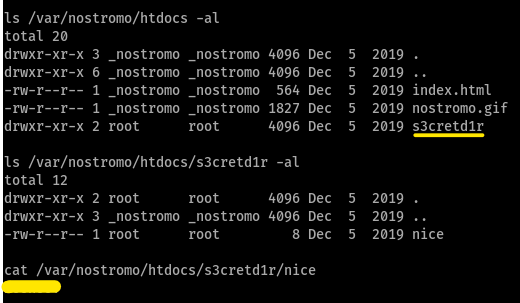 ls /var/nostromo/htdocs -al
total 20
drwxr-xr-x 3 _nostromo _nostromo 4096 Dec  5  2019 .
drwxr-xr-x 6 _nostromo _nostromo 4096 Dec  5  2019 ..
-rw-r--r-- 1 _nostromo _nostromo  564 Dec  5  2019 index.html
-rw-r--r-- 1 _nostromo _nostromo 1827 Dec  5  2019 nostromo.gif
drwxr-xr-x 2 root      root      4096 Dec  5  2019 s3cretd1r
ls /var/nostromo/htdocs/s3cretd1r -al
total 12
drwxr-xr-x 2 root      root      4096 Dec  5  2019 .
drwxr-xr-x 3 _nostromo _nostromo 4096 Dec  5  2019 ..
-rw-r--r-- 1 root      root         8 Dec  5  2019 nice
cat /var/nostromo/htdocs/s3cretd1r/nice